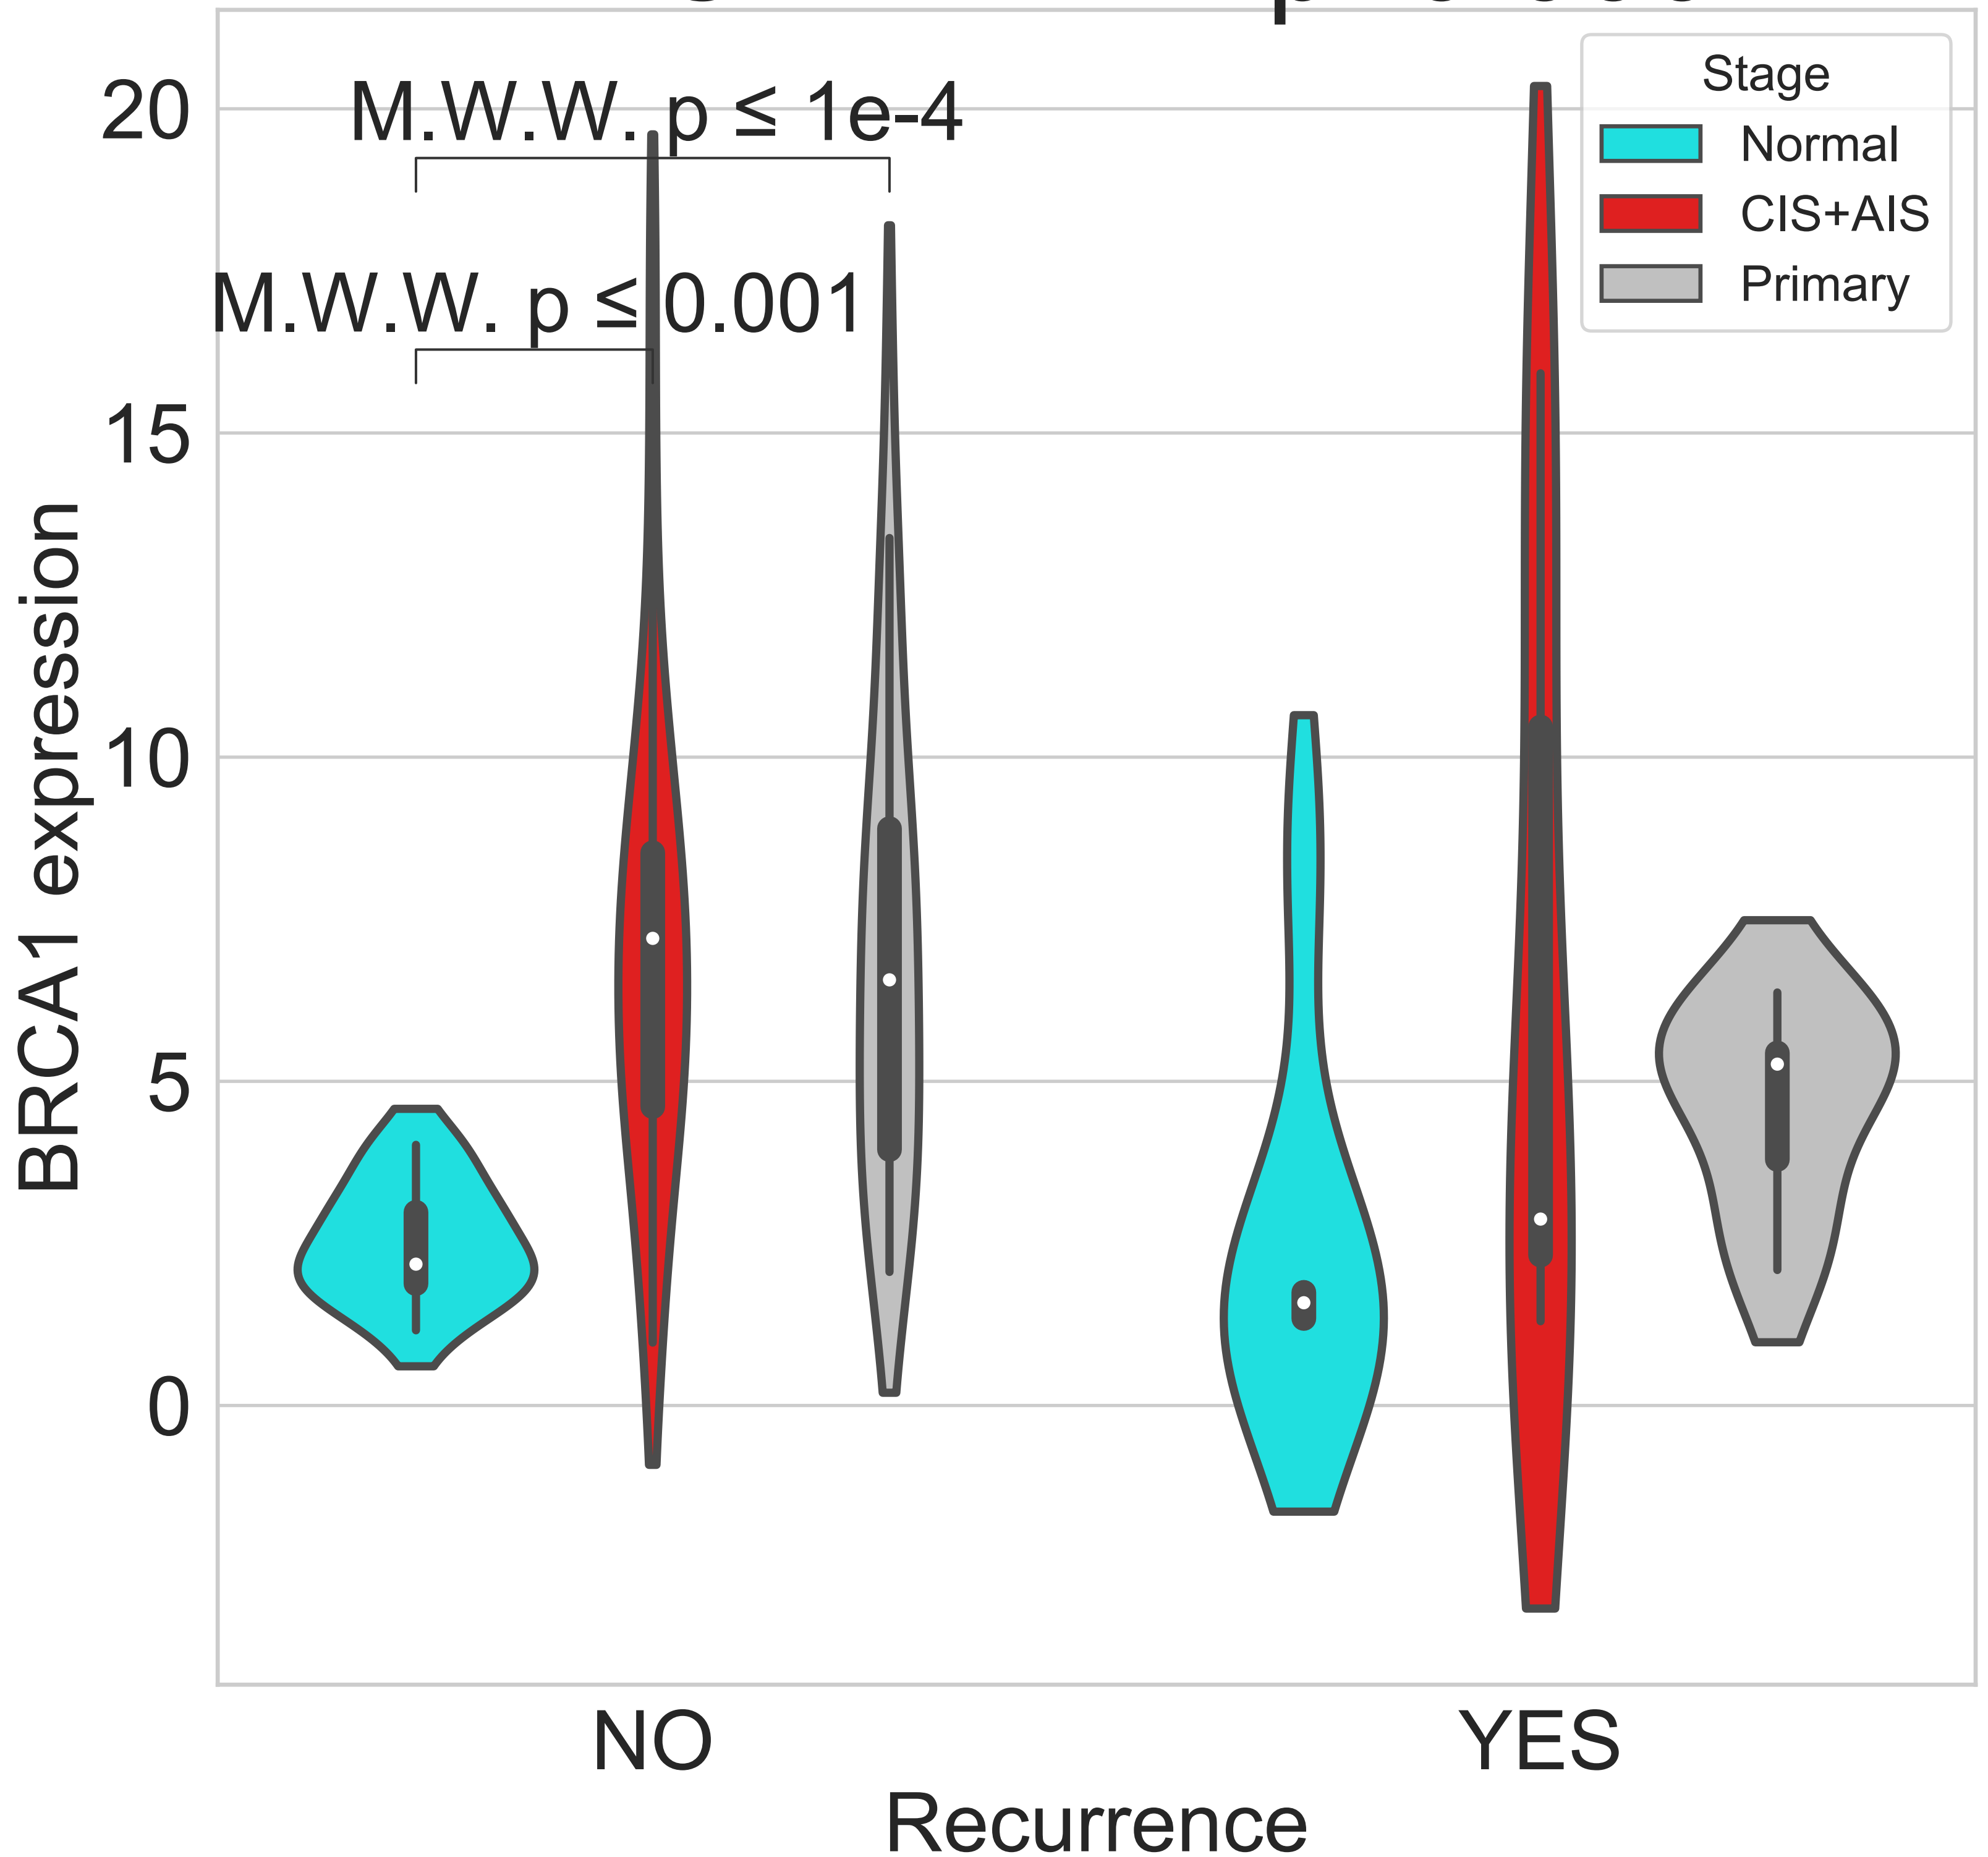 20
15
10
5
0
BRCA1 expression
M.W.W. p ≤ 1e-4
M.W.W. p ≤ 0.001
Stage
Normal
CIS+AIS
Primary
NO
YES
Recurrence